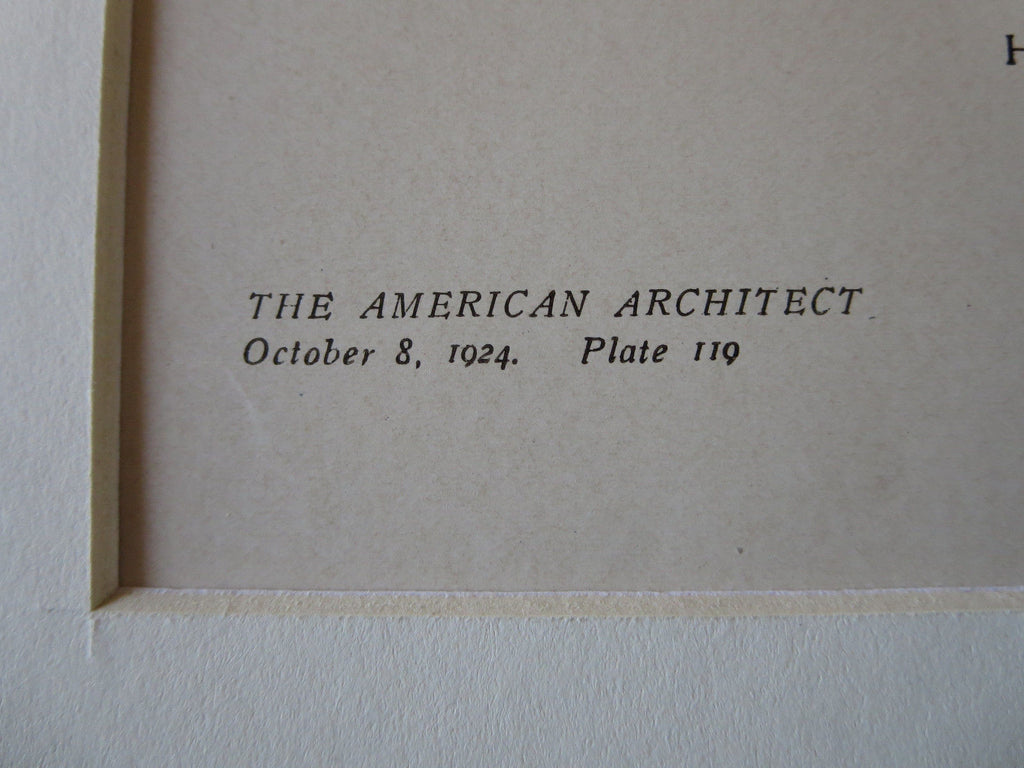 H
THE AMERICAN ARCHITECT
October 8, 1924. Plate 119